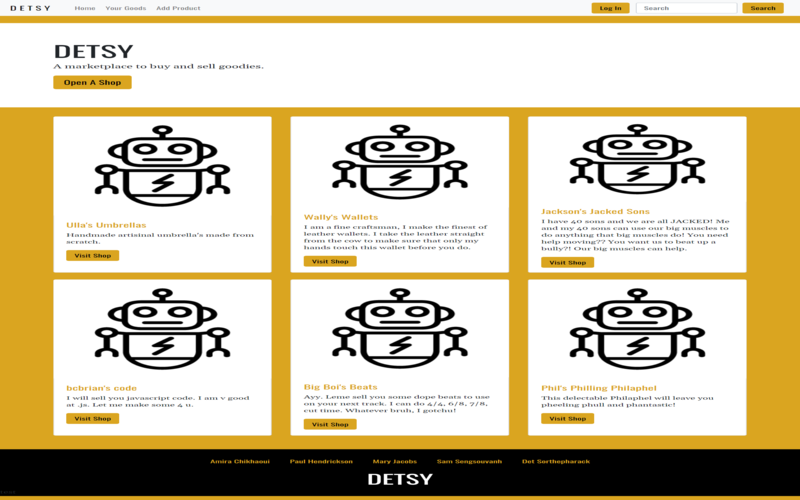 DETSY Home Your Goods Add Product Log In Search Search
DETSY
A marketplace to buy and sell goodies.
Open A Shop
Ulla's Umbrellas
Handmade artisinal umbrella's made from
scratch.
Visit Shop
Wally's Wallets
I am a fine craftsman, I make the finest of
leather wallets. I take the leather straight
from the cow to make sure that only my
hands touch this wallet before you do.
Visit Shop
Jackson's Jacked Sons
I have 40 sons and we are all JACKED! Me
and my 40 sons can use our big muscles to
do anything that big muscles do! You need
help moving?? You want us to beat up a
bully?! Our big muscles can help.
Visit Shop
bcbrian's code
I will sell you javascript code. I am v good
at .js. Let me make some 4 u.
Visit Shop
Big Boi's Beats
Ayy. Leme sell you some dope beats to use
on your next track. I can do 4/4, 6/8, 7/8,
cut time. Whatever bruh, I gotchu!
Visit Shop
Phil's Philling Philaphel
This delectable Philaphel will leave you
pheeling phull and phantastic!
Visit Shop
Amira Chikhaoui Paul Hendrickson Mary Jacobs Sam Sengsouvanh Det Sorthepharack
DETSY